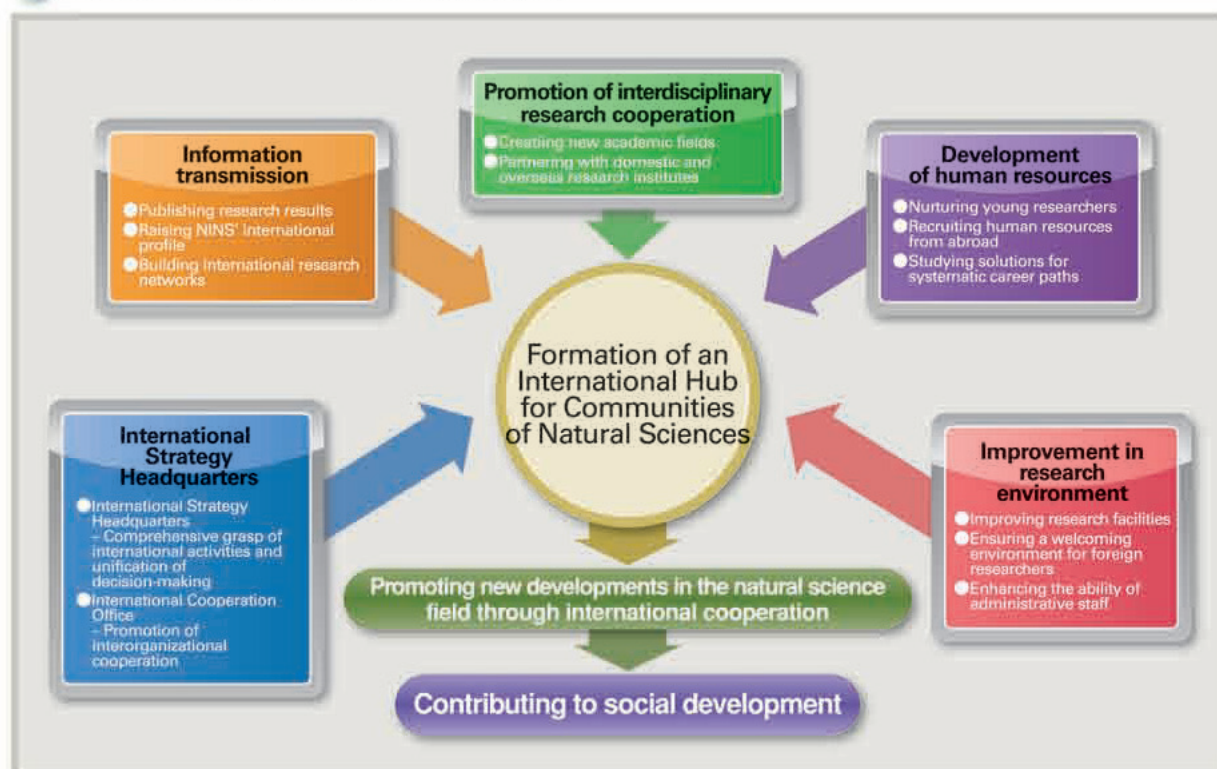 Promotion of interdisciplinary
research cooperation
Creating new academic fields
Partnering with domestic and
overseas research institutes
Information
transmission
Publishing research results
Raising NINS' International
profile
Building international research
networks
Development
of human resources
Nurturing young researchers
Recruiting human resources
from abroad
Studying solutions for
systematic career paths
Formation of an
International Hub
for Communities
of Natural Sciences
International
Strategy
Headquarters
International Strategy
Headquarters
– Comprehensive grasp of
international activities and
unification of
decision-making
International Cooperation
Office
– Promotion of
interorganizational
cooperation
Improvement in
research
environment
Improving research facilities
Ensuring a welcoming
environment for foreign
researchers
Enhancing the ability of
administrative staff
Promoting new developments in the natural science
field through international cooperation
Contributing to social development